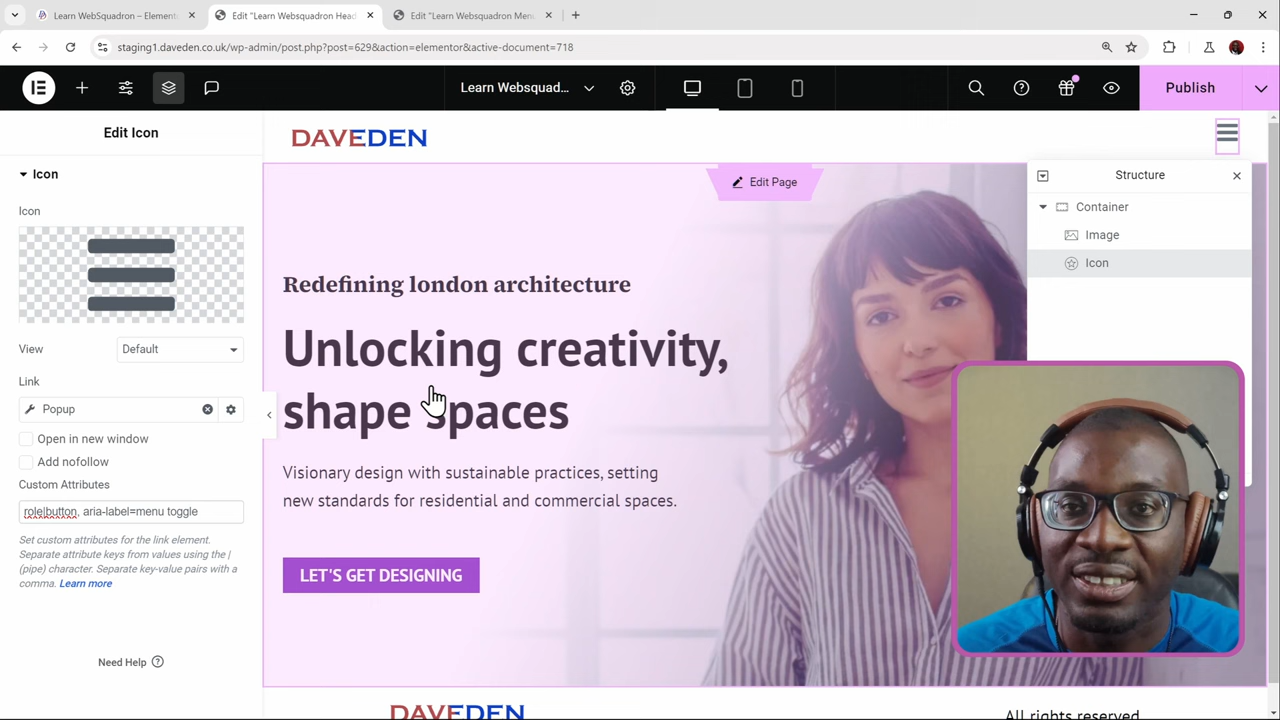 Learn WebSquadron – Elemento
Edit "Learn Websquadron Head
Edit "Learn Websquadron Men
staging1.daveden.co.uk/wp-admin/post.php?post=629&action=elementor&active-document=718
Learn Websquad...
Publish
Edit Icon
Icon
Icon
View
Default
Link
Popup
Open in new window
Add nofollow
Custom Attributes
role|button, aria-label=menu toggle
Set custom attributes for the link element.
Separate attribute keys from values using the |
(pipe) character. Separate key-value pairs with a
comma. Learn more
Need Help
DAVEDEN
Edit Page
Redefining london architecture
Unlocking creativity,
shape spaces
Visionary design with sustainable practices, setting
new standards for residential and commercial spaces.
LET'S GET DESIGNING
Structure
Container
Image
Icon
DAVEDEN
All rights reserved